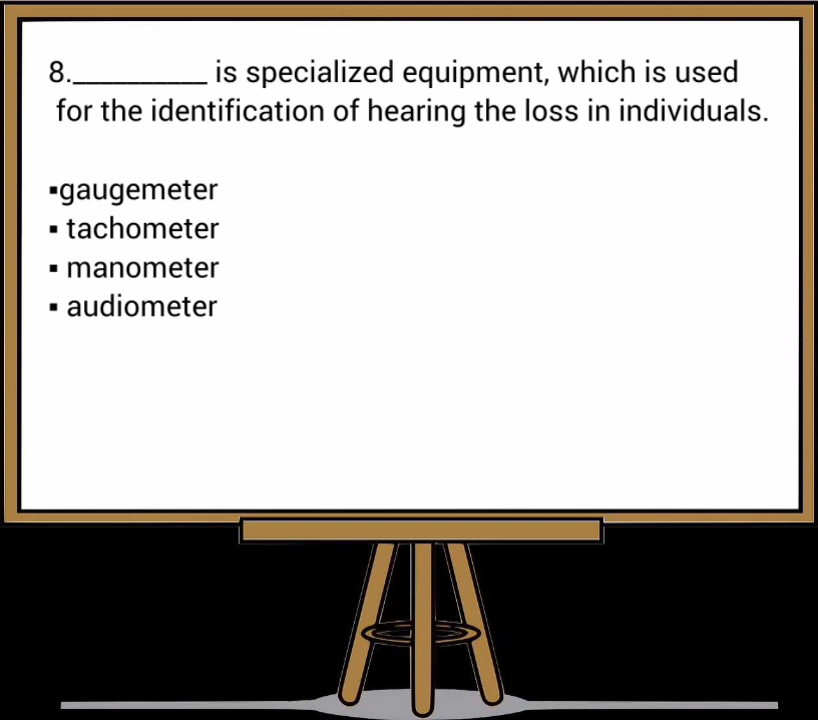 8.__________ is specialized equipment, which is used
for the identification of hearing the loss in individuals.
▪gaugemeter
▪ tachometer
▪ manometer
▪ audiometer